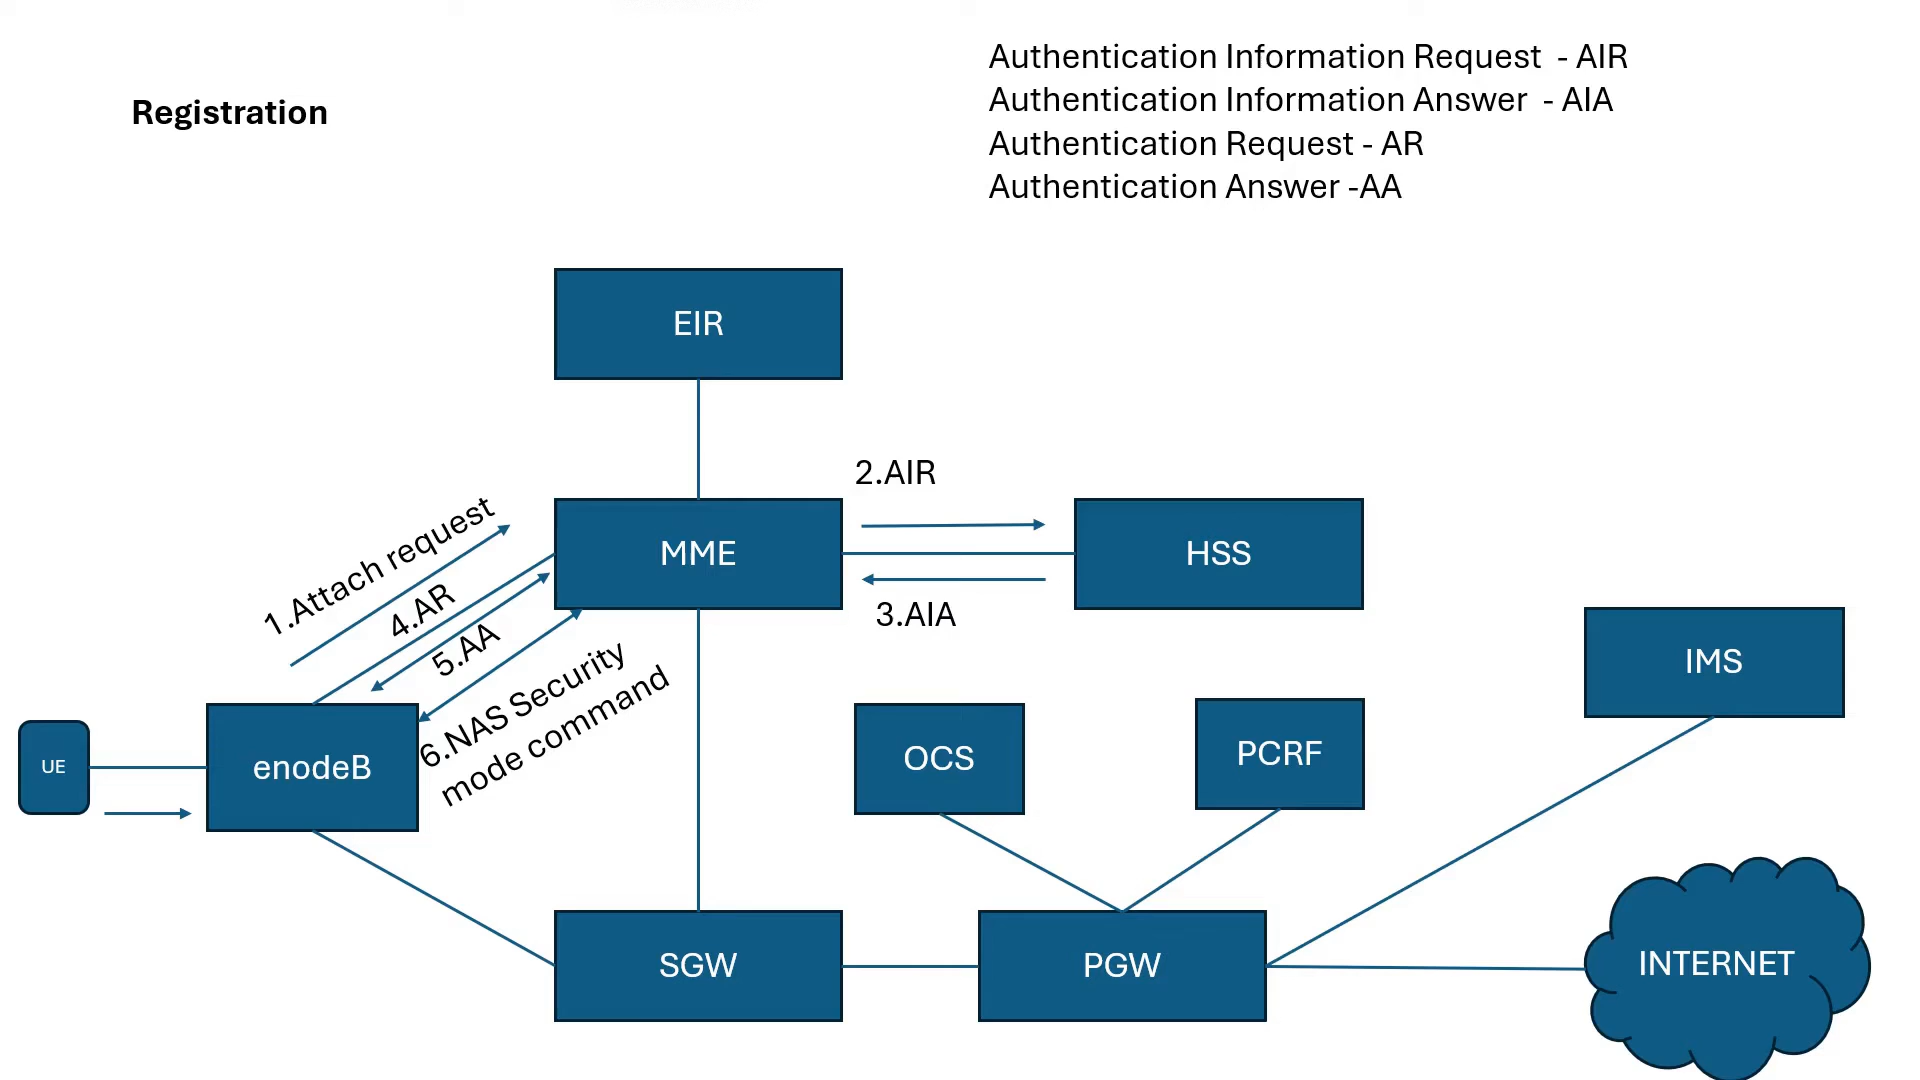 Authentication Information Request  - AIR
Authentication Information Answer  - AIA
Authentication Request - AR
Authentication Answer -AA
Registration
EIR
2.AIR
1.Attach request
MME
HSS
4.AR
3.AIA
5.AA
6.NAS Security
mode command
IMS
UE
enodeB
OCS
PCRF
SGW
PGW
INTERNET